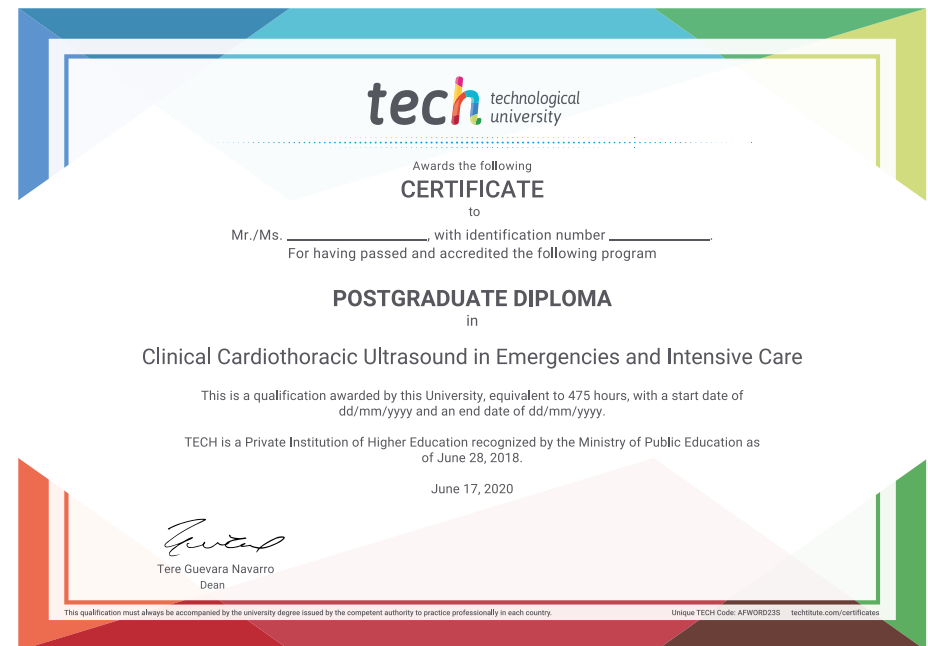 tech technological
university
Awards the following
CERTIFICATE
to
Mr./Ms. ____________________, with identification number ______________.
For having passed and accredited the following program
POSTGRADUATE DIPLOMA
in
Clinical Cardiothoracic Ultrasound in Emergencies and Intensive Care
This is a qualification awarded by this University, equivalent to 475 hours, with a start date of
dd/mm/yyyy and an end date of dd/mm/yyyy.
TECH is a Private Institution of Higher Education recognized by the Ministry of Public Education as
of June 28, 2018.
June 17, 2020
Tere Guevara Navarro
Dean
This qualification must always be accompanied by the university degree issued by the competent authority to practice professionally in each country.
Unique TECH Code: AFWORD23S techtitute.com/certificates